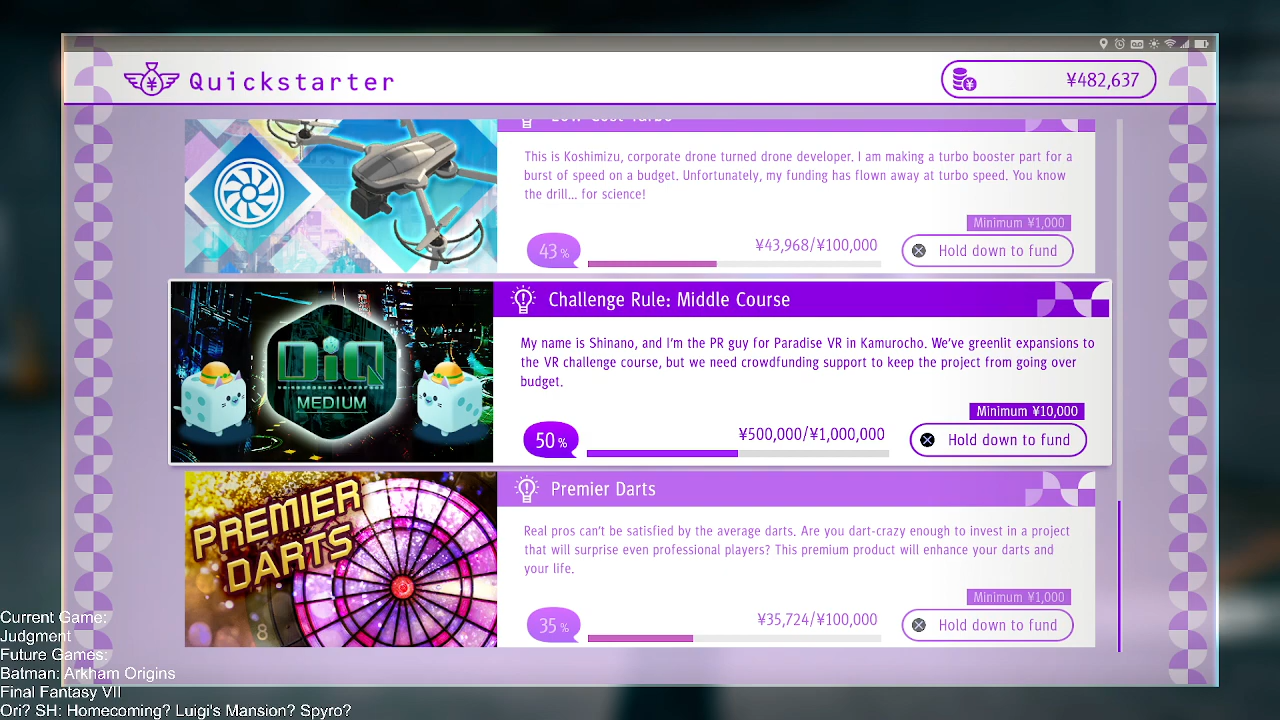 Quickstarter
¥482,637
Low-Cost Turbo
This is Koshimizu, corporate drone turned drone developer. I am making a turbo booster part for a
burst of speed on a budget. Unfortunately, my funding has flown away at turbo speed. You know
the drill... for science!
Minimum ¥1,000
43%
¥43,968/¥100,000
Hold down to fund
DiQ
MEDIUM
Challenge Rule: Middle Course
My name is Shinano, and I'm the PR guy for Paradise VR in Kamurocho. We've greenlit expansions to
the VR challenge course, but we need crowdfunding support to keep the project from going over
budget.
Minimum ¥10,000
50%
¥500,000/¥1,000,000
Hold down to fund
PREMIER
DARTS
8
Premier Darts
Real pros can't be satisfied by the average darts. Are you dart-crazy enough to invest in a project
that will surprise even professional players? This premium product will enhance your darts and
your life.
Minimum ¥1,000
35%
¥35,724/¥100,000
Hold down to fund
Current Game:
Judgment
Future Games:
Batman: Arkham Origins
Final Fantasy VII
Ori? SH: Homecoming? Luigi's Mansion? Spyro?